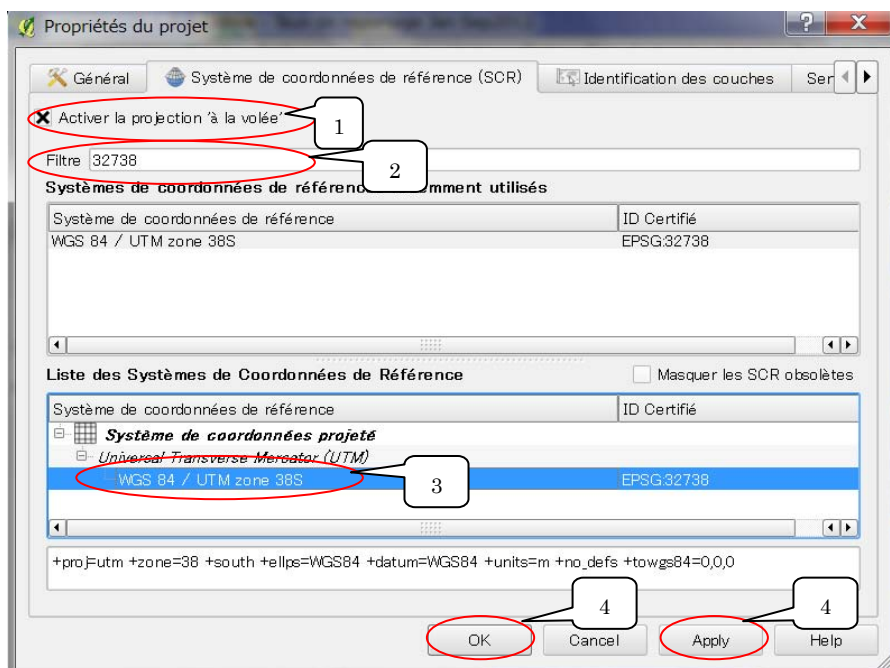 Propriétés du projet
Général
Système de coordonnées de référence (SCR)
Identification des couches
Ser
Activer la projection 'à la volée'
1
Filtre 32738
2
Systèmes de coordonnées de référenc mment utilisés
Système de coordonnées de référence ID Certifié
WGS 84 / UTM zone 38S EPSG:32738
Liste des Systèmes de Coordonnées de Référence
Masquer les SCR obsolètes
Système de coordonnées de référence ID Certifié
Système de coordonnées projeté
Universal Transverse Mercator (UTM)
WGS 84 / UTM zone 38S EPSG:32738
3
+proj=utm +zone=38 +south +ellps=WGS84 +datum=WGS84 +units=m +no_defs +towgs84=0,0,0
4 4
OK Cancel Apply Help